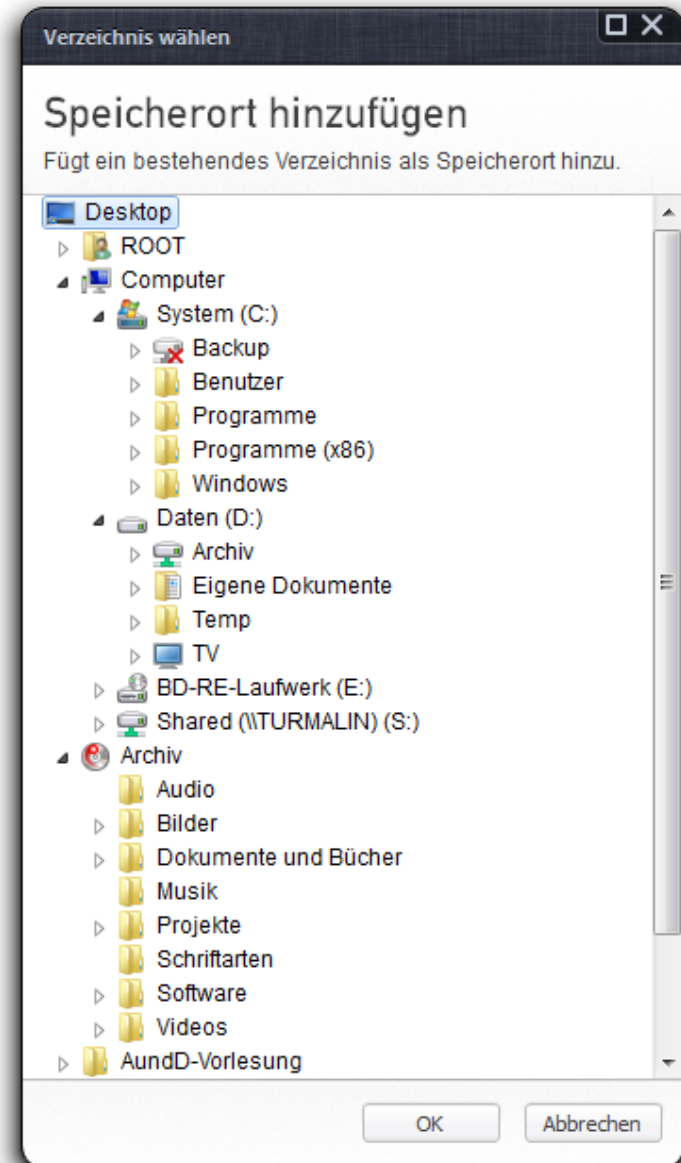 Verzeichnis wählen
Speicherort hinzufügen
Fügt ein bestehendes Verzeichnis als Speicherort hinzu.
Desktop
ROOT
Computer
System (C:)
Backup
Benutzer
Programme
Programme (x86)
Windows
Daten (D:)
Archiv
Eigene Dokumente
Temp
TV
BD-RE-Laufwerk (E:)
Shared (\\TURMALIN) (S:)
Archiv
Audio
Bilder
Dokumente und Bücher
Musik
Projekte
Schriftarten
Software
Videos
AundD-Vorlesung
OK Abbrechen